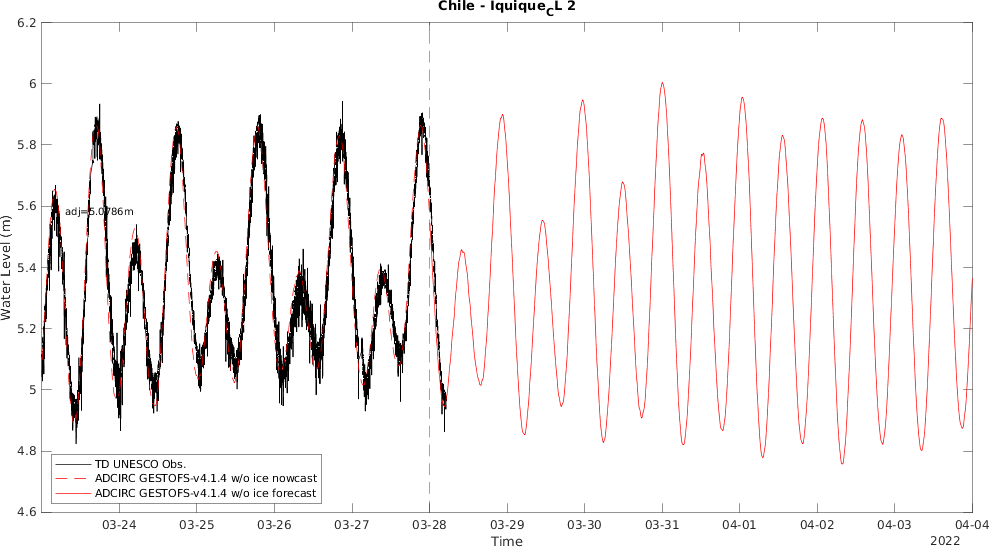 Chile - Iquique_CL 2
6.2
6
5.8
5.6
5.4
5.2
5
4.8
4.6
Water Level (m)
adj=5.0786m
TD UNESCO Obs.
ADCIRC GESTOFS-v4.1.4 w/o ice nowcast
ADCIRC GESTOFS-v4.1.4 w/o ice forecast
03-24 03-25 03-26 03-27 03-28 03-29 03-30 03-31 04-01 04-02 04-03 04-04
Time
2022